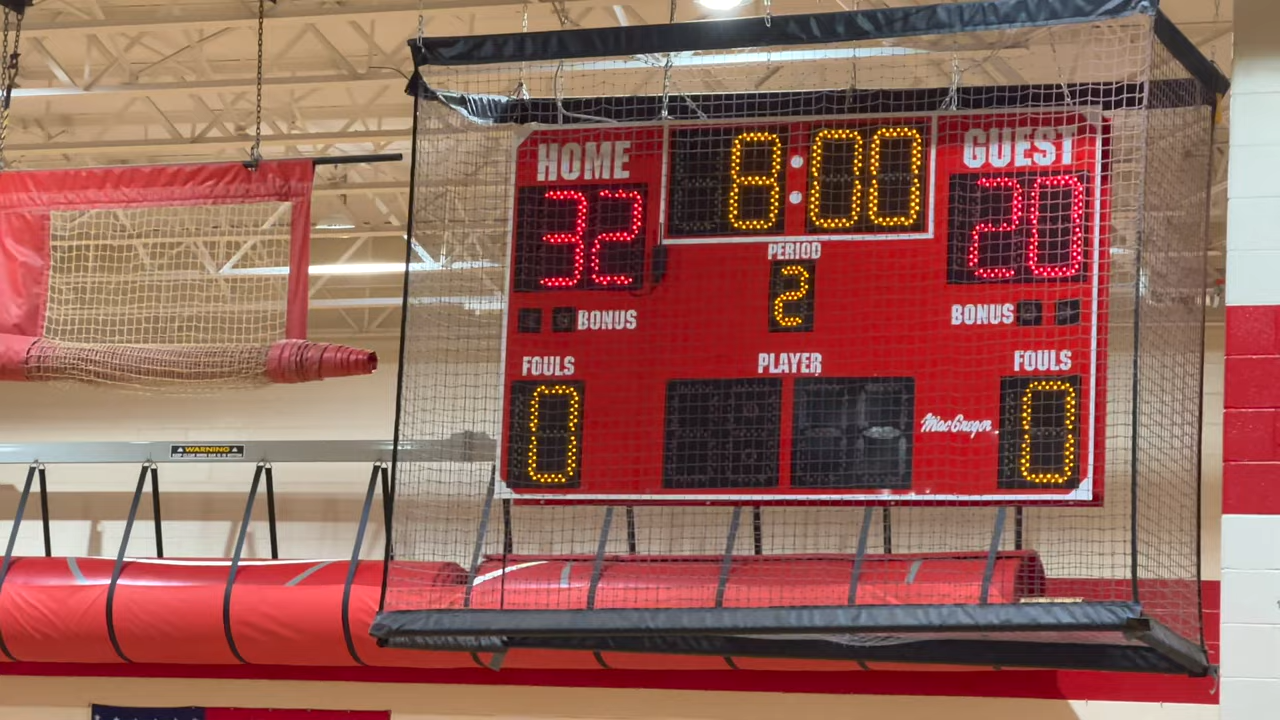 HOME
8:00
GUEST
32
20
PERIOD
2
BONUS
BONUS
FOULS
PLAYER
FOULS
0
MacGregor
0
WARNING